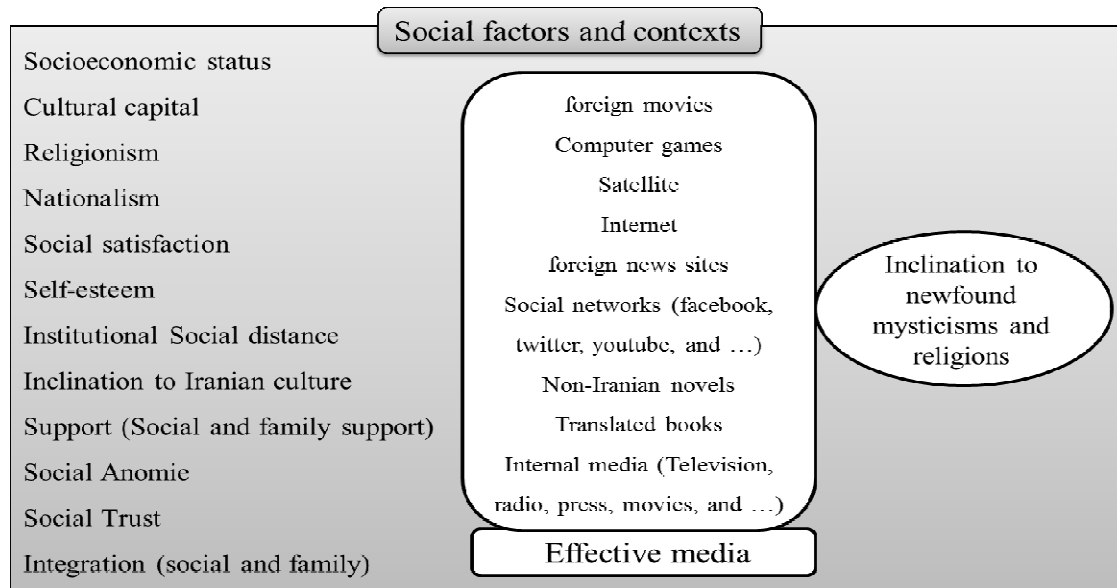 Social factors and contexts
Socioeconomic status
Cultural capital
Religionism
Nationalism
Social satisfaction
Self-esteem
Institutional Social distance
Inclination to Iranian culture
Support (Social and family support)
Social Anomie
Social Trust
Integration (social and family)
foreign movies
Computer games
Satellite
Internet
foreign news sites
Social networks (facebook,
twitter, youtube, and …)
Non-Iranian novels
Translated books
Internal media (Television,
radio, press, movies, and …)
Effective media
Inclination to
newfound
mysticisms and
religions